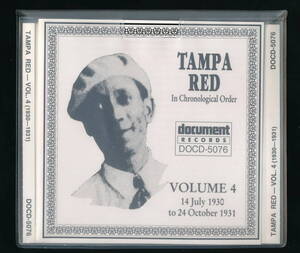 TAMPA RED — VOL. 4 (1930–1931)
DOCD-5076
TAMPA
RED
In Chronological Order
document
RECORDS
DOCD-5076
VOLUME 4
14 July 1930
to 24 October 1931
DOCD-5076
TAMPA RED — VOL. 4 (1930–1931)